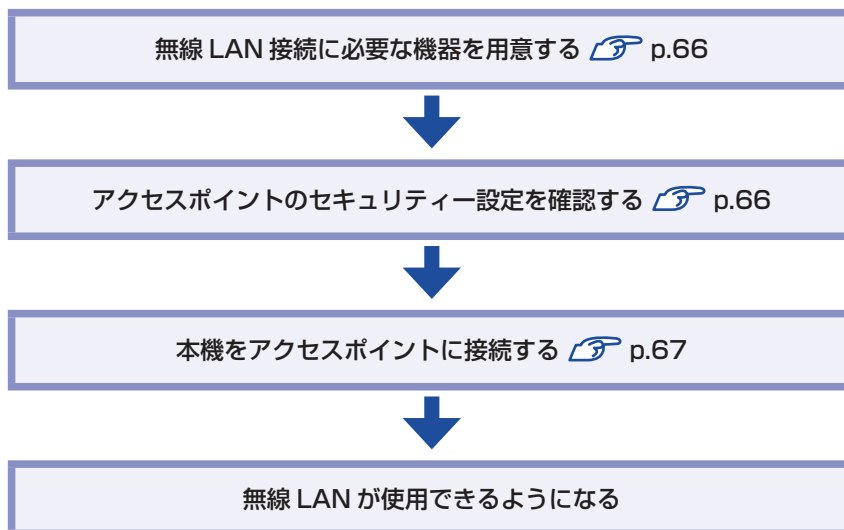 無線 LAN 接続に必要な機器を用意する p.66
アクセスポイントのセキュリティー設定を確認する p.66
本機をアクセスポイントに接続する p.67
無線 LAN が使用できるようになる